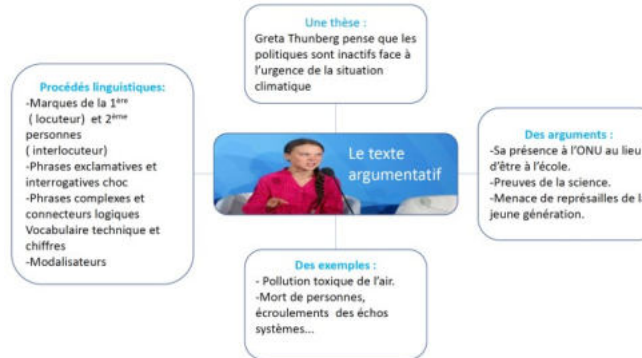 Une thèse :
Greta Thunberg pense que les
politiques sont inactifs face à
l'urgence de la situation
climatique
Procédés linguistiques:
-Marques de la 1ère
( locuteur) et 2ème
personnes
( interlocuteur)
-Phrases exclamatives et
interrogatives choc
-Phrases complexes et
connecteurs logiques
Vocabulaire technique et
chiffres
-Modalisateurs
Le texte
argumentatif
Des arguments :
-Sa présence à l'ONU au lieu
d'être à l'école.
-Preuves de la science.
-Menace de représailles de la
jeune génération.
Des exemples :
- Pollution toxique de l'air.
-Mort de personnes,
écroulements des échos
systèmes...